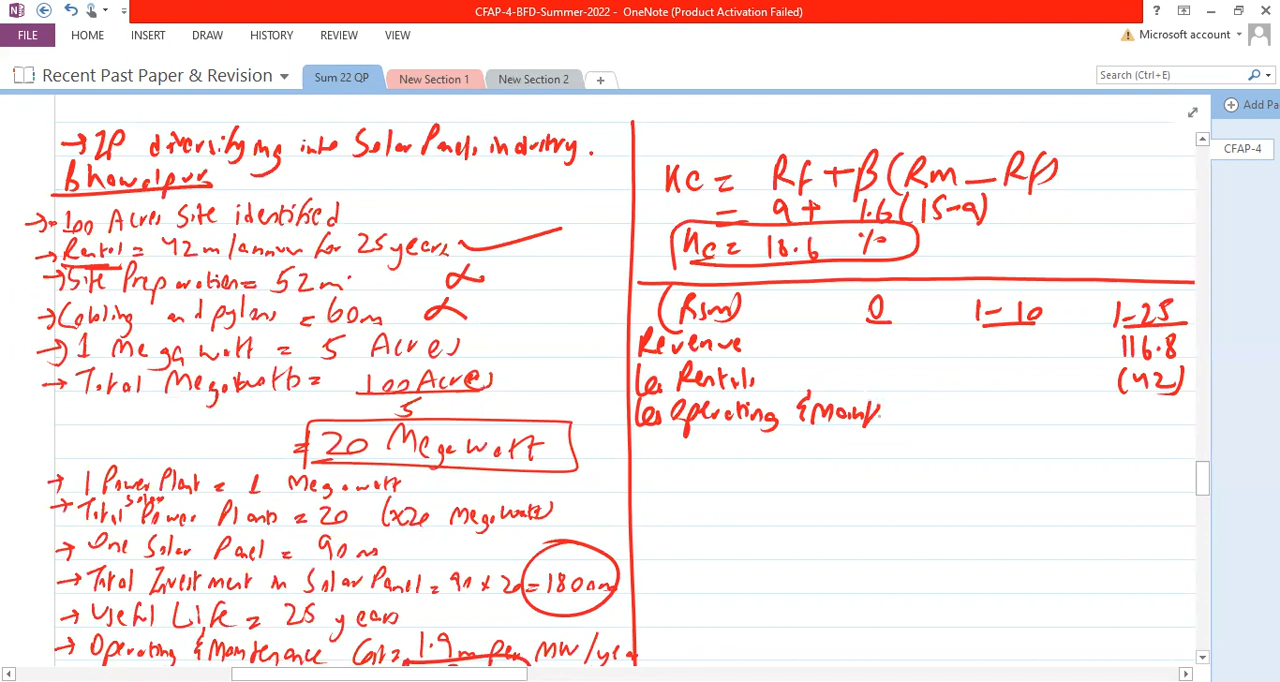 CFAP-4-BFD-Summer-2022 - OneNote (Product Activation Failed)
FILE HOME INSERT DRAW HISTORY REVIEW VIEW
Microsoft account
Recent Past Paper & Revision
Sum 22 QP
New Section 1
New Section 2
Search (Ctrl+E)
Add Pa
CFAP-4
→ ZP diversifying into Solar Panels industry.
Bhawalpur
→ 100 Acres Site identified
→ Rental = 42m/annum for 25 years
→ Site Preparation = 52m
→ Cabling and pylons = 60m
→ 1 Mega watt = 5 Acres
→ Total Megawatts = 100 Acres
5
= 20 Megawatt
→ 1 Power Plant = 1 Megawatt
→ Total Solar Power Plants = 20 (x20 Megawatt)
→ One Solar Panel = 90m
→ Total Investment in Solar Panel = 90 x 20 = 1800m
→ Useful Life = 25 years
→ Operating & Maintenance Cost = 1.9m per MW/year
Ke = Rf + β (Rm - Rf)
= 9 + 1.6 (15-9)
Ke = 18.6 %
(Rsm) 0 1-10 1-25
Revenue 116.8
Les Rentals (42)
Les Operating & Maint